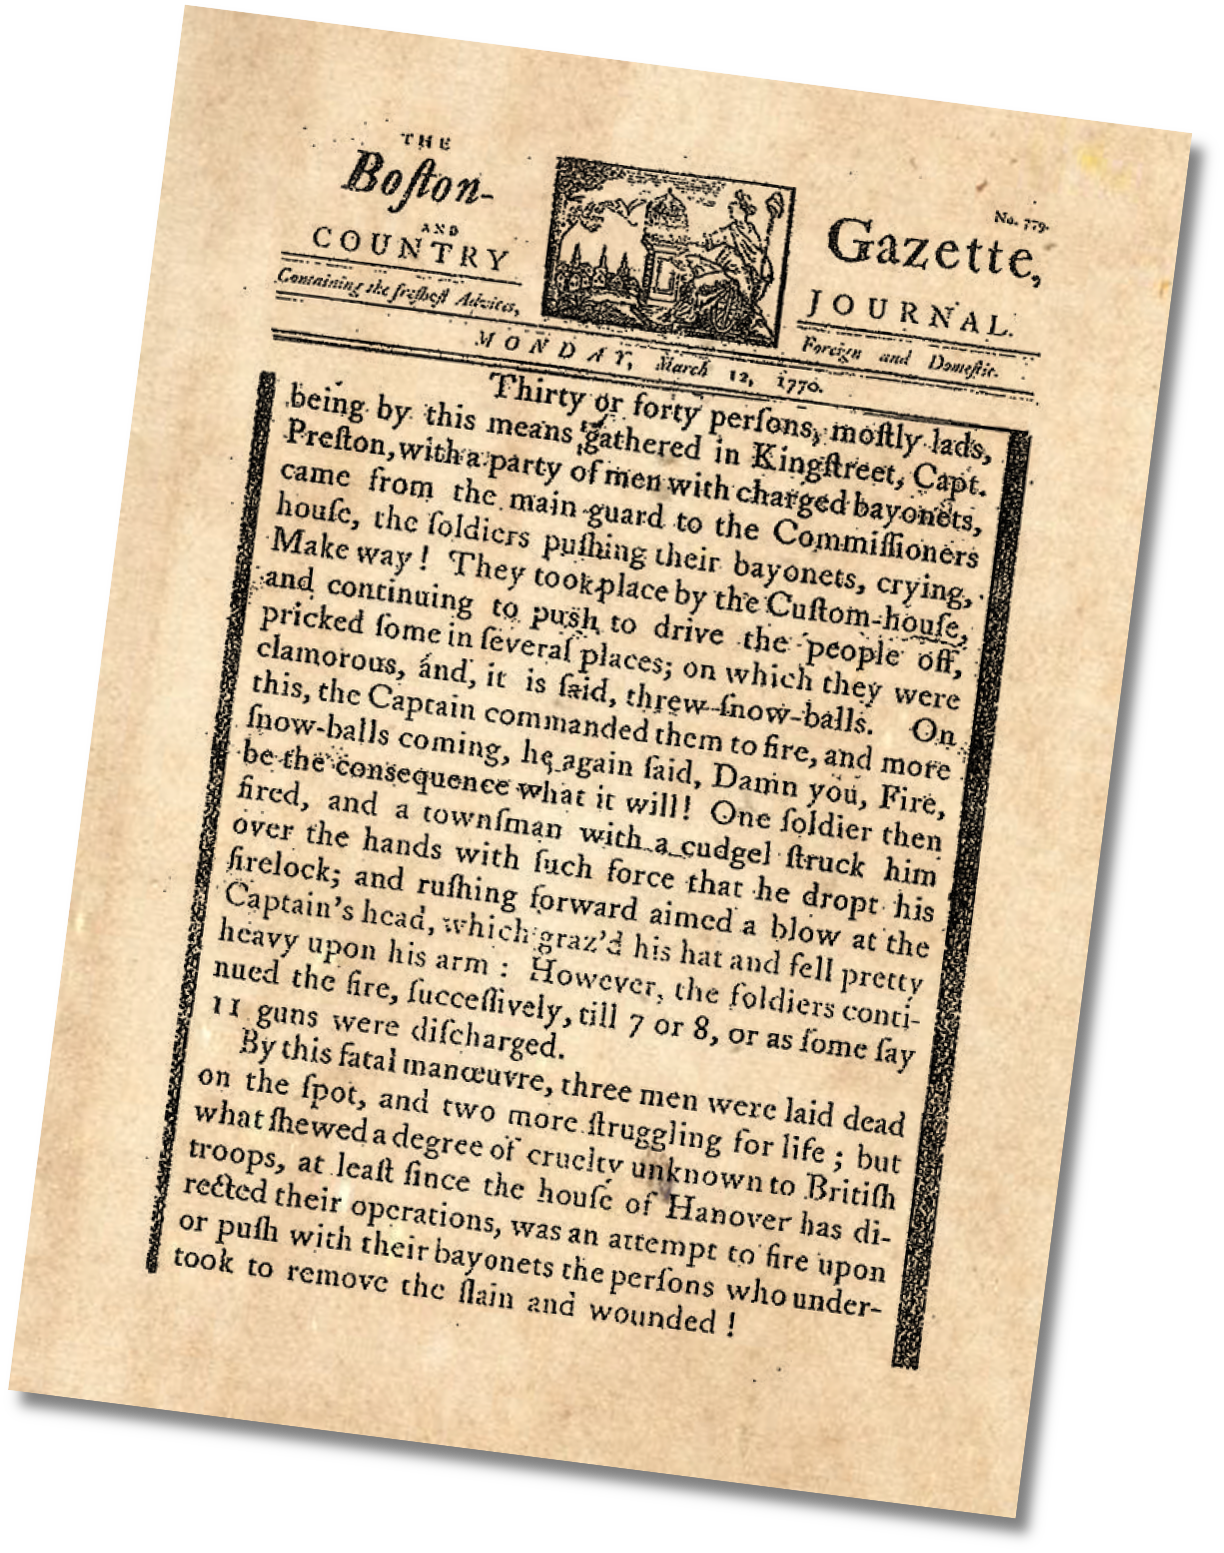 THE
Boſton-
AND
COUNTRY
Containing the freſheſt Advices,
No. 779.
Gazette,
JOURNAL.
Foreign and Domeſtic.
MONDAY, March 12, 1770.
Thirty or forty perſons, moſtly lads,
being by this means gathered in Kingſtreet, Capt.
Preſton, with a party of men with charged bayonets,
came from the main guard to the Commiſſioners
houſe, the ſoldiers puſhing their bayonets, crying,
Make way! They took place by the Cuſtom-houſe,
and continuing to push to drive the people off,
pricked ſome in ſeveral places; on which they were
clamorous, and, it is ſaid, threw ſnow-balls. On
this, the Captain commanded them to fire, and more
ſnow-balls coming, he again ſaid, Damn you, Fire,
be the consequence what it will! One ſoldier then
fired, and a townſman with a cudgel ſtruck him
over the hands with ſuch force that he dropt his
firelock; and ruſhing forward aimed a blow at the
Captain's head, which graz'd his hat and fell pretty
heavy upon his arm: However, the ſoldiers conti-
nued the fire, ſucceſſively, till 7 or 8, or as ſome ſay
11 guns were diſcharged.
By this fatal manœuvre, three men were laid dead
on the ſpot, and two more ſtruggling for life; but
what ſhewed a degree of cruelty unknown to Britiſh
troops, at leaſt ſince the houſe of Hanover has di-
rected their operations, was an attempt to fire upon
or puſh with their bayonets the perſons who under-
took to remove the ſlain and wounded!